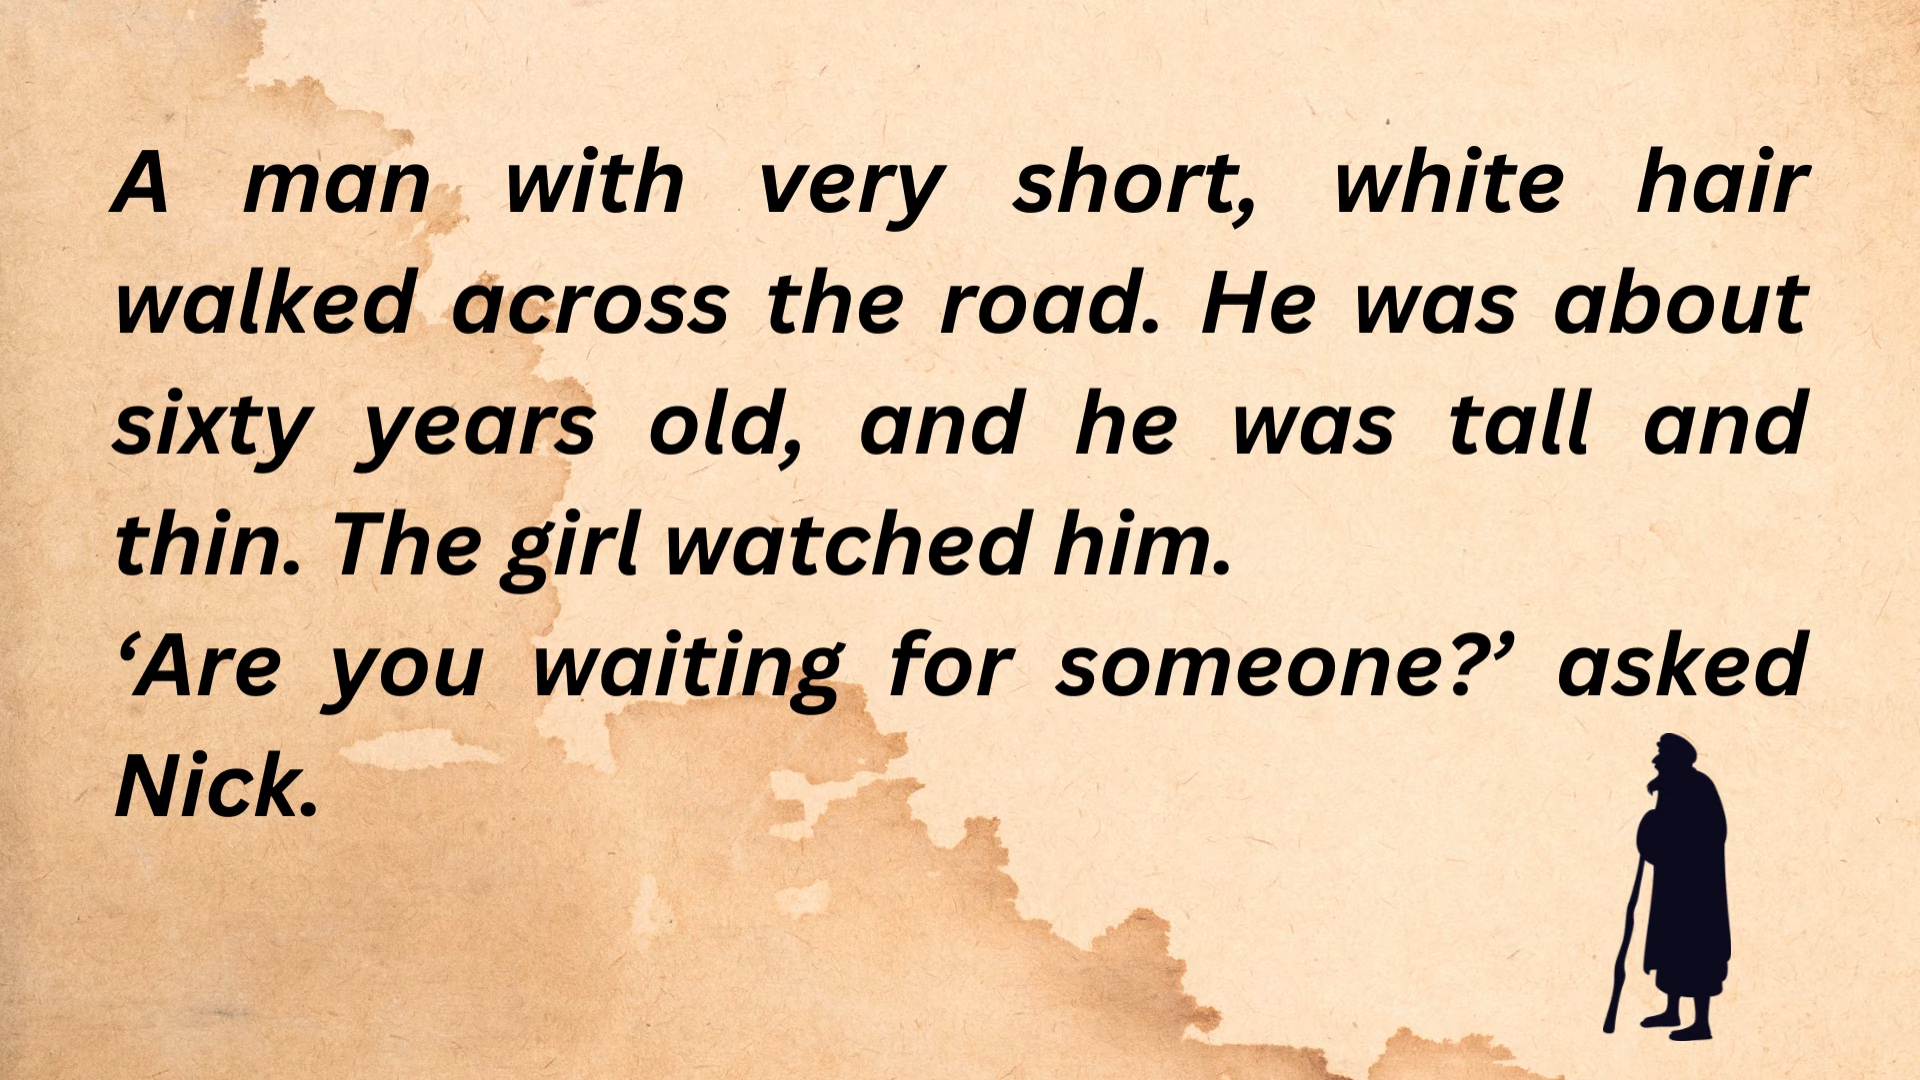 A man with very short, white hair
walked across the road. He was about
sixty years old, and he was tall and
thin. The girl watched him.
‘Are you waiting for someone?’ asked
Nick.